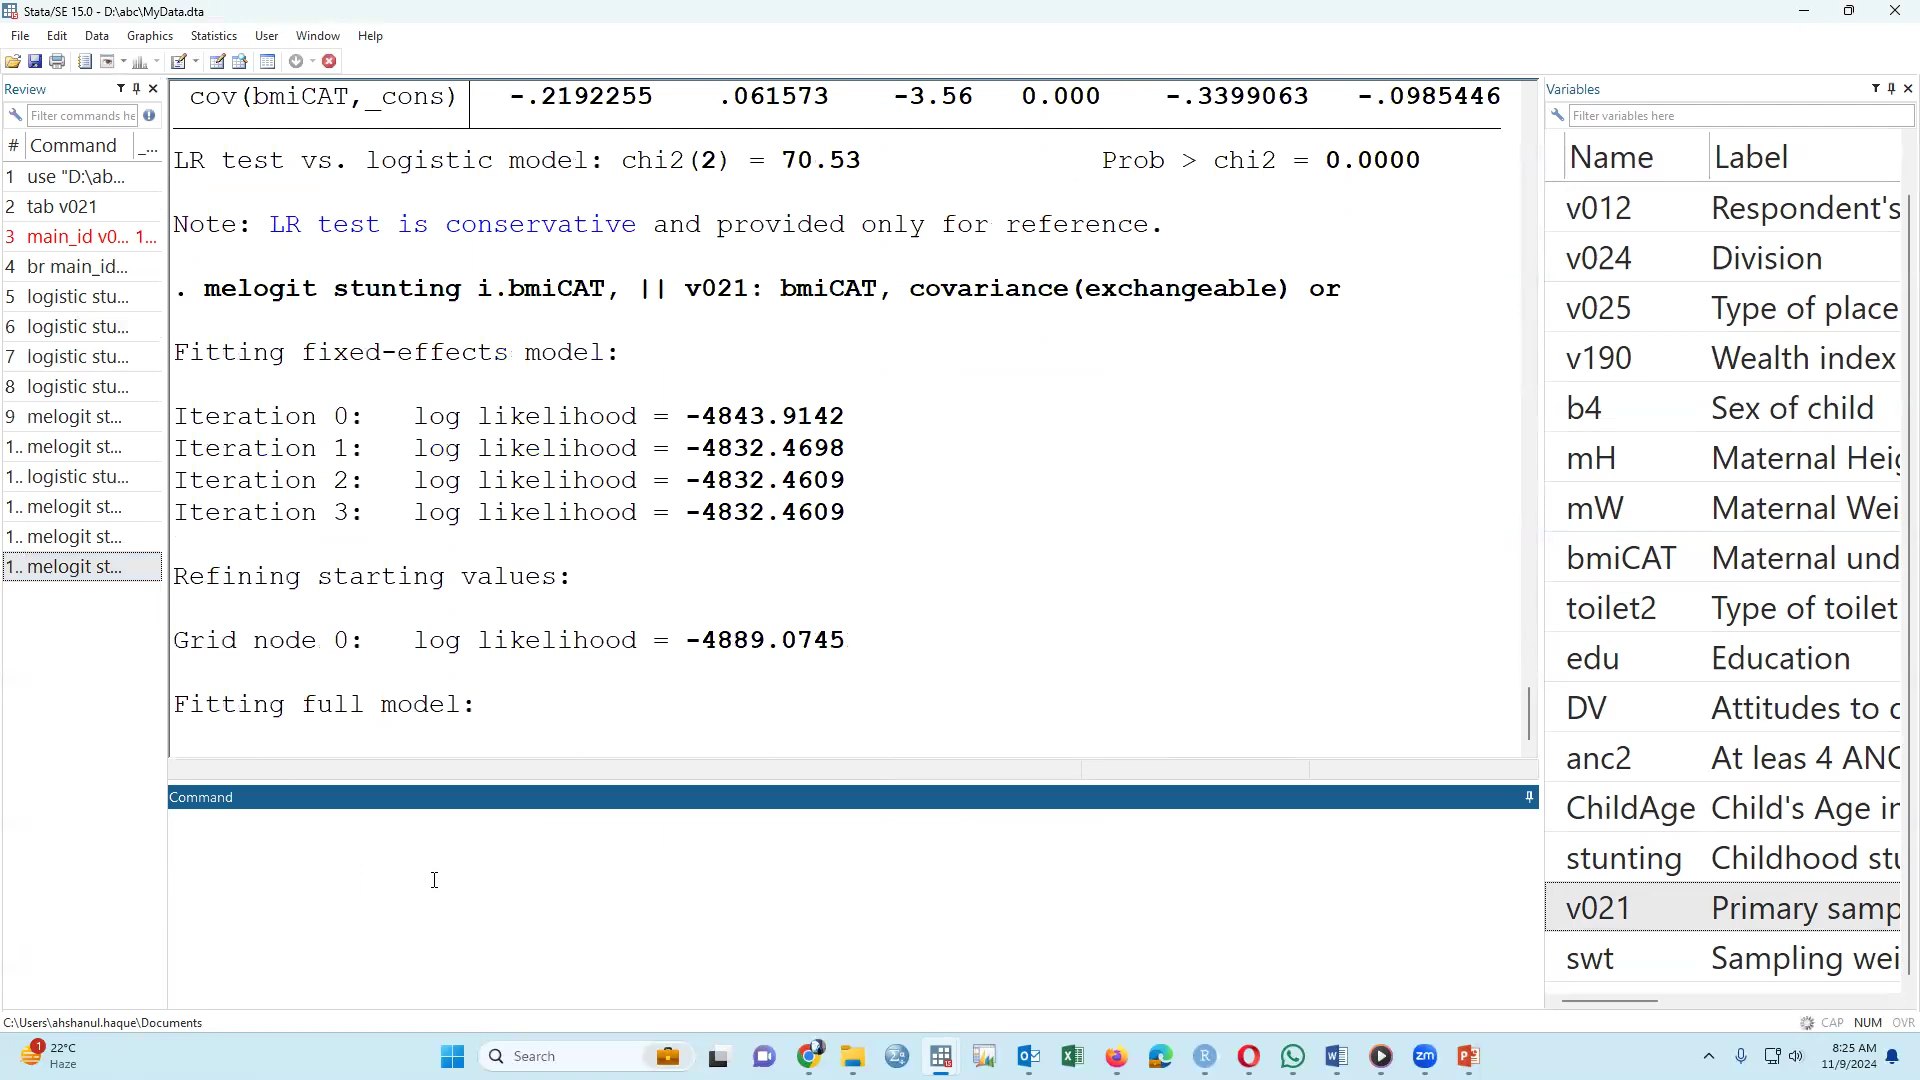 Stata/SE 15.0 - D:\abc\MyData.dta
File Edit Data Graphics Statistics User Window Help
Review
Filter commands he
# Command _...
1 use "D:\ab...
2 tab v021
3 main_id v0... 1...
4 br main_id...
5 logistic stu...
6 logistic stu...
7 logistic stu...
8 logistic stu...
9 melogit st...
1.. melogit st...
1.. logistic stu...
1.. melogit st...
1.. melogit st...
1.. melogit st...
cov(bmiCAT,_cons) -.2192255 .061573 -3.56 0.000 -.3399063 -.0985446
LR test vs. logistic model: chi2(2) = 70.53 Prob > chi2 = 0.0000
Note: LR test is conservative and provided only for reference.
. melogit stunting i.bmiCAT, || v021: bmiCAT, covariance(exchangeable) or
Fitting fixed-effects model:
Iteration 0: log likelihood = -4843.9142
Iteration 1: log likelihood = -4832.4698
Iteration 2: log likelihood = -4832.4609
Iteration 3: log likelihood = -4832.4609
Refining starting values:
Grid node 0: log likelihood = -4889.0745
Fitting full model:
Command
Variables
Filter variables here
Name Label
v012 Respondent's
v024 Division
v025 Type of place
v190 Wealth index
b4 Sex of child
mH Maternal Heig
mW Maternal Wei
bmiCAT Maternal und
toilet2 Type of toilet
edu Education
DV Attitudes to d
anc2 At leas 4 ANC
ChildAge Child's Age in
stunting Childhood stu
v021 Primary samp
swt Sampling wei
C:\Users\ahshanul.haque\Documents
CAP NUM OVR
1
22°C
Haze
Search
zm
8:25 AM
11/9/2024